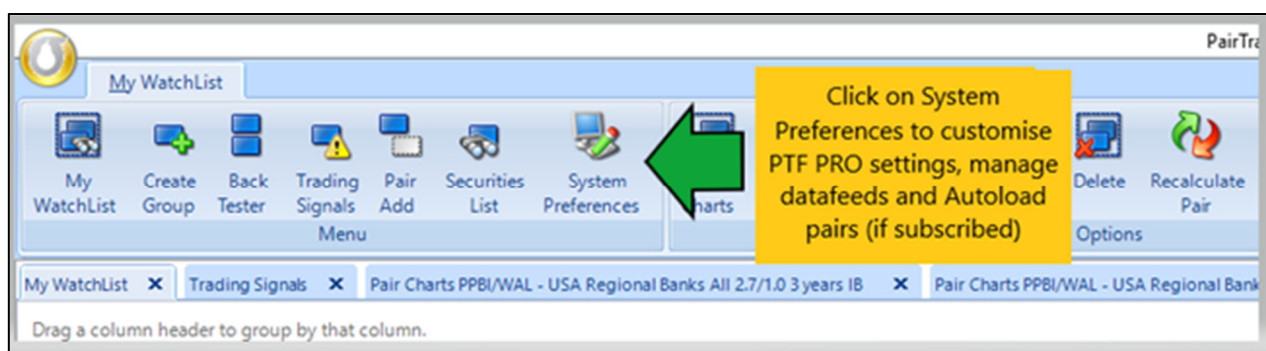 PairTra
My WatchList
Click on System
Preferences to customise
PTF PRO settings, manage
datafeeds and Autoload
pairs (if subscribed)
My
WatchList
Create
Group
Back
Tester
Trading
Signals
Pair
Add
Securities
List
System
Preferences
harts
Delete
Recalculate
Pair
Menu
Options
My WatchList
Trading Signals
Pair Charts PPBI/WAL - USA Regional Banks All 2.7/1.0 3 years IB
Pair Charts PPBI/WAL - USA Regional Bank
Drag a column header to group by that column.